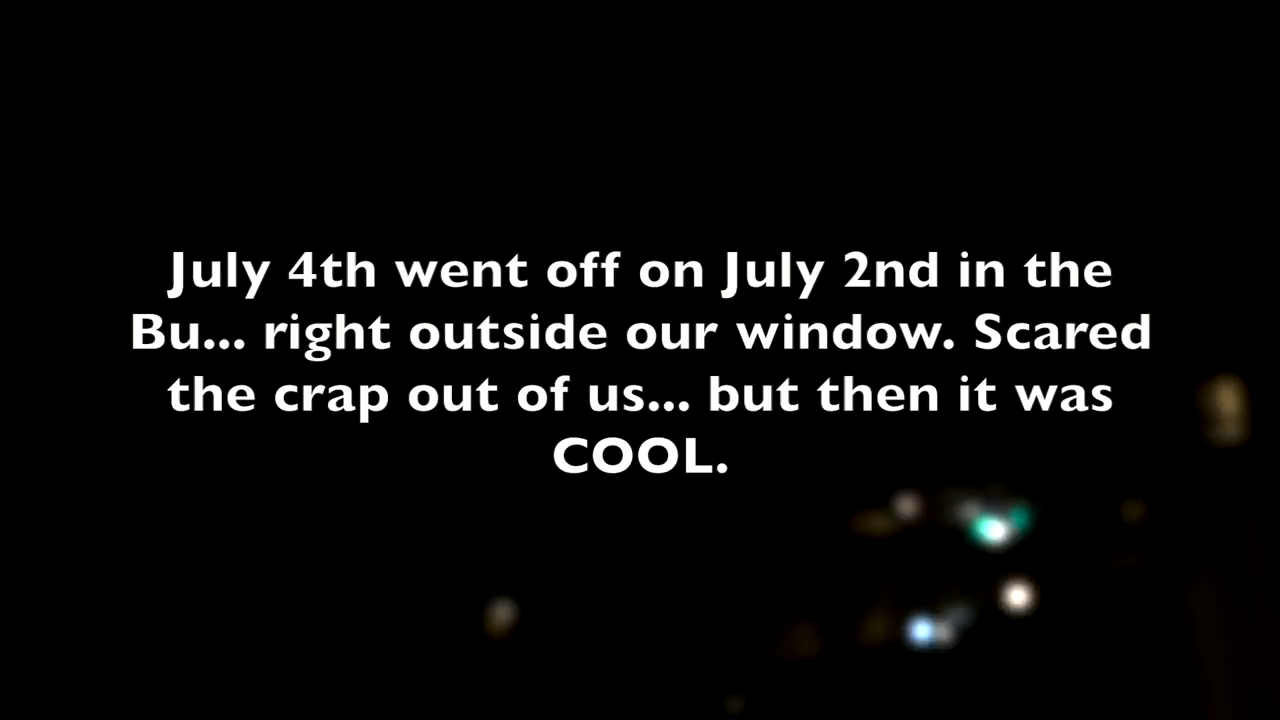 July 4th went off on July 2nd in the
Bu... right outside our window. Scared
the crap out of us... but then it was
COOL.